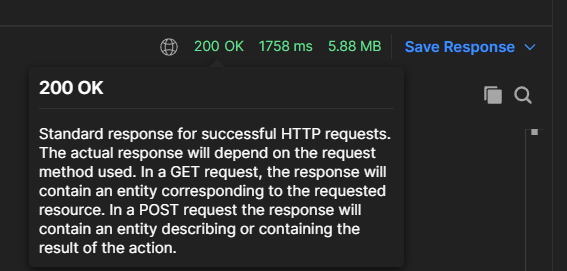 200 OK 1758 ms 5.88 MB Save Response
200 OK
Standard response for successful HTTP requests.
The actual response will depend on the request
method used. In a GET request, the response will
contain an entity corresponding to the requested
resource. In a POST request the response will
contain an entity describing or containing the
result of the action.